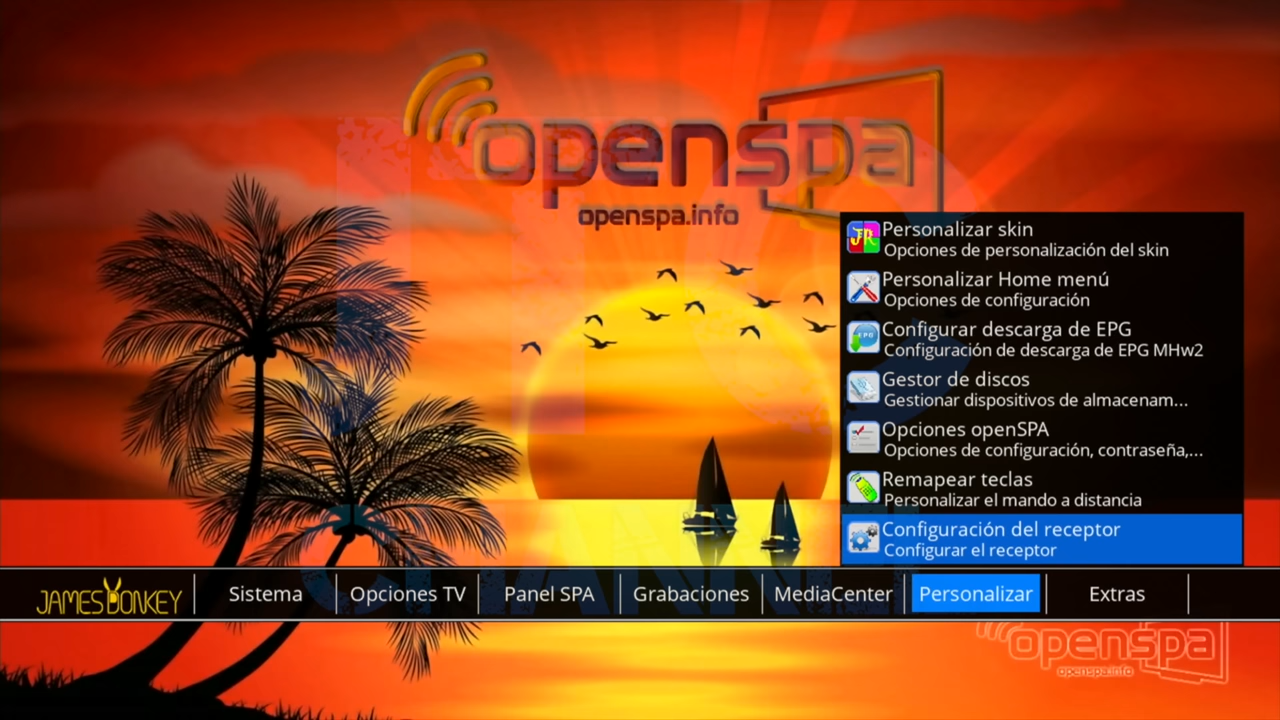 openspa
openspa.info
Personalizar skin
Opciones de personalización del skin
Personalizar Home menú
Opciones de configuración
Configurar descarga de EPG
Configuración de descarga de EPG MHw2
Gestor de discos
Gestionar dispositivos de almacenam...
Opciones openSPA
Opciones de configuración, contraseña,...
Remapear teclas
Personalizar el mando a distancia
Configuración del receptor
Configurar el receptor
JAMESDONKEY
Sistema
Opciones TV
Panel SPA
Grabaciones
MediaCenter
Personalizar
Extras
openspa
openspa.info